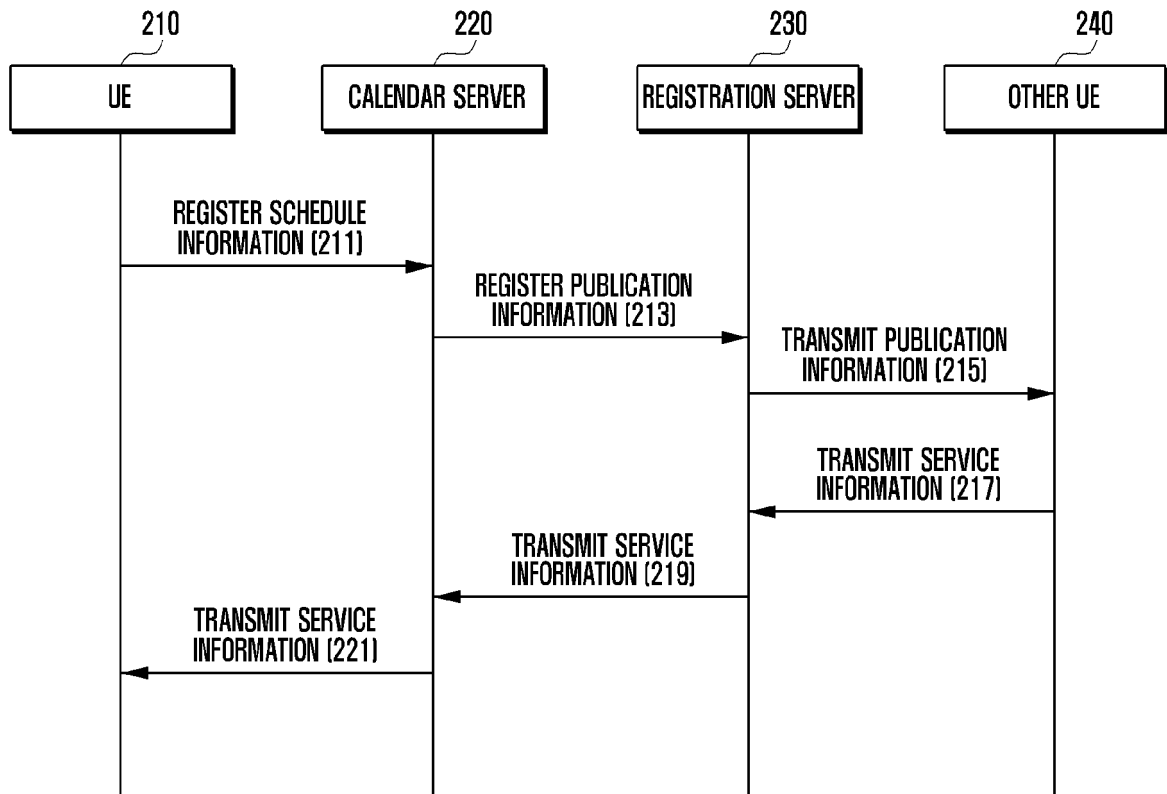 210
220
230
240
UE
CALENDAR SERVER
REGISTRATION SERVER
OTHER UE
REGISTER SCHEDULE
INFORMATION (211)
REGISTER PUBLICATION
INFORMATION (213)
TRANSMIT PUBLICATION
INFORMATION (215)
TRANSMIT SERVICE
INFORMATION (217)
TRANSMIT SERVICE
INFORMATION (219)
TRANSMIT SERVICE
INFORMATION (221)